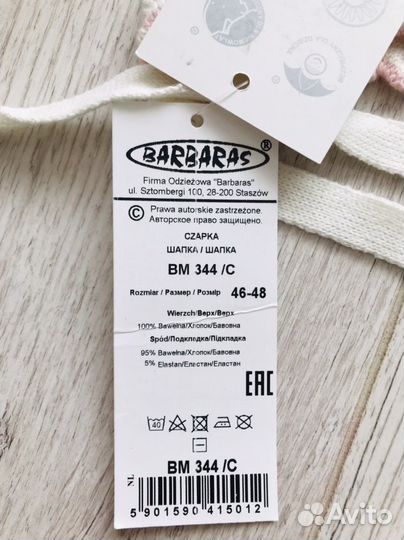 BARBARAS ®
Firma Odzieżowa "Barbaras"
ul. Sztombergi 100, 28-200 Staszów
© Prawa autorskie zastrzeżone.
Авторское право защищено.
CZAPKA
ШАПКА / ШАПКА
BM 344 /C
Rozmiar / Размер / Розмір 46-48
Wierzch/Верх/Верх
100% Bawełna/Хлопок/Бавовна
Spód/Подкладка/Підкладка
95% Bawełna/Хлопок/Бавовна
5% Elastan/Еластан/Еластан
EAC
40
BM 344 /C
NL
5 901590 415012
Avito